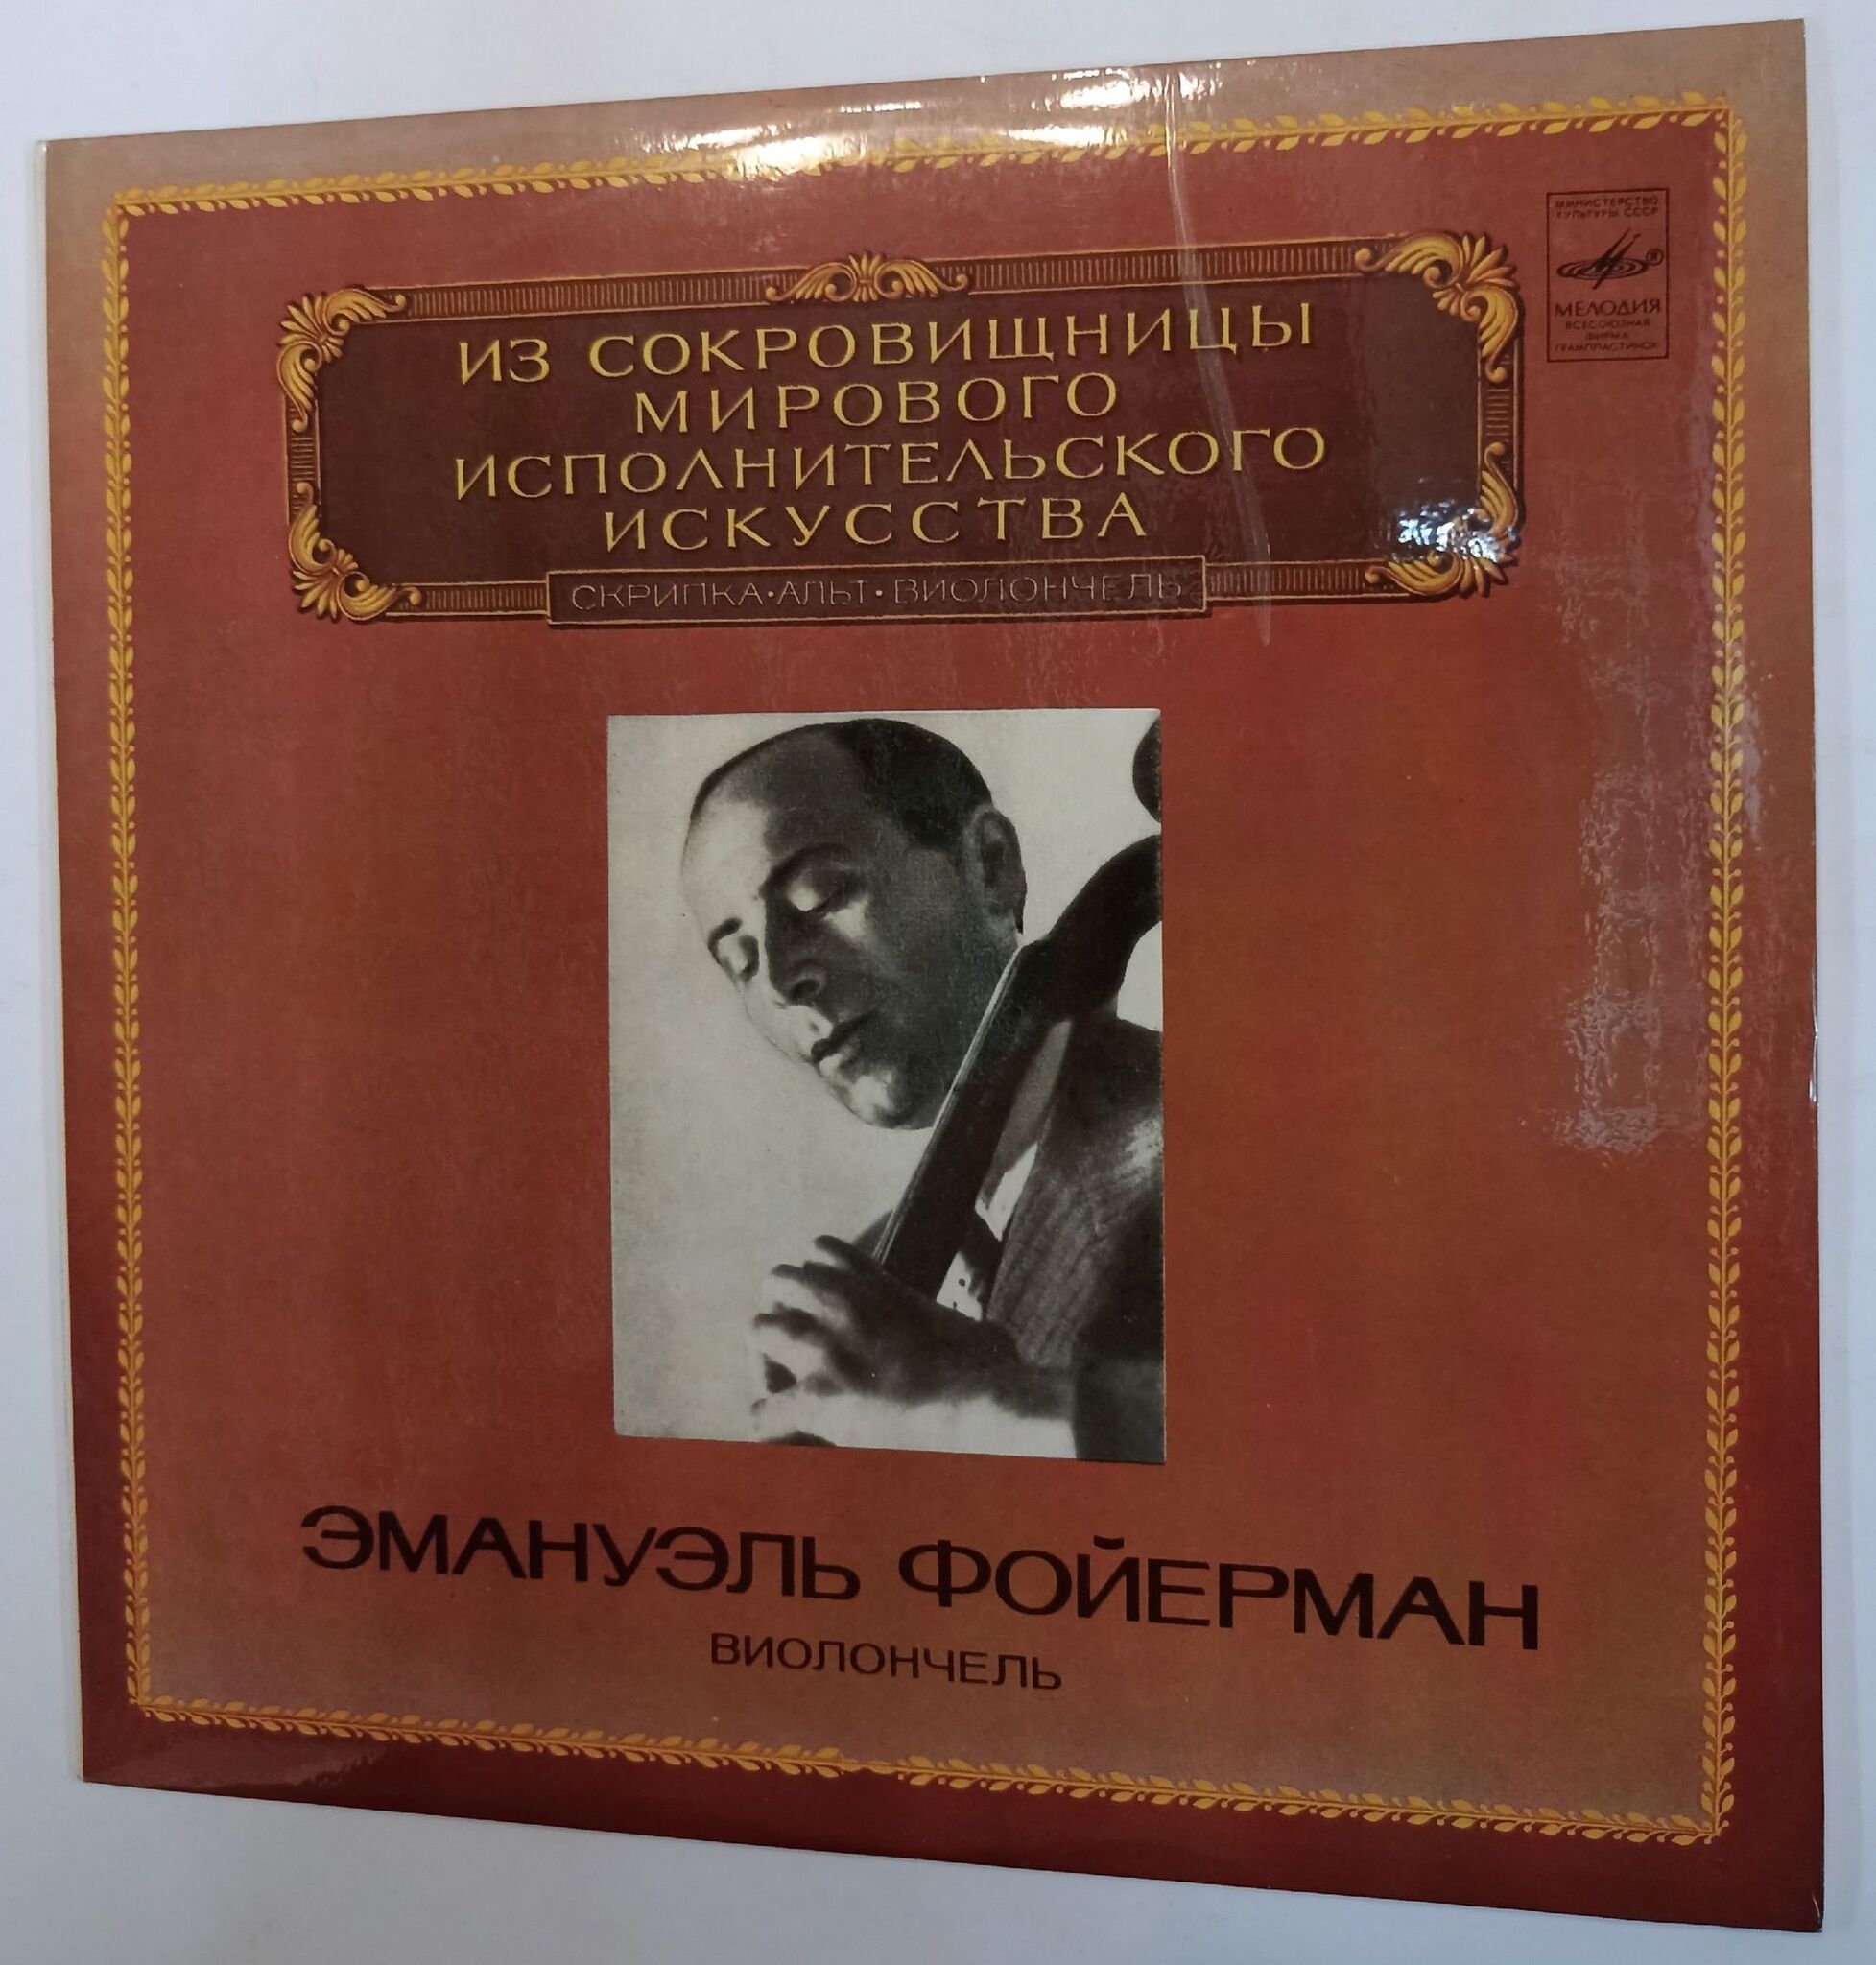 МИНИСТЕРСТВО
КУЛЬТУРЫ СССР
МЕЛОДИЯ
ВСЕСОЮЗНАЯ
ФИРМА
ГРАМПЛАСТИНОК
ИЗ СОКРОВИЩНИЦЫ
МИРОВОГО
ИСПОЛНИТЕЛЬСКОГО
ИСКУССТВА
СКРИПКА•АЛЬТ•ВИОЛОНЧЕЛЬ
ЭМАНУЭЛЬ ФОЙЕРМАН
ВИОЛОНЧЕЛЬ